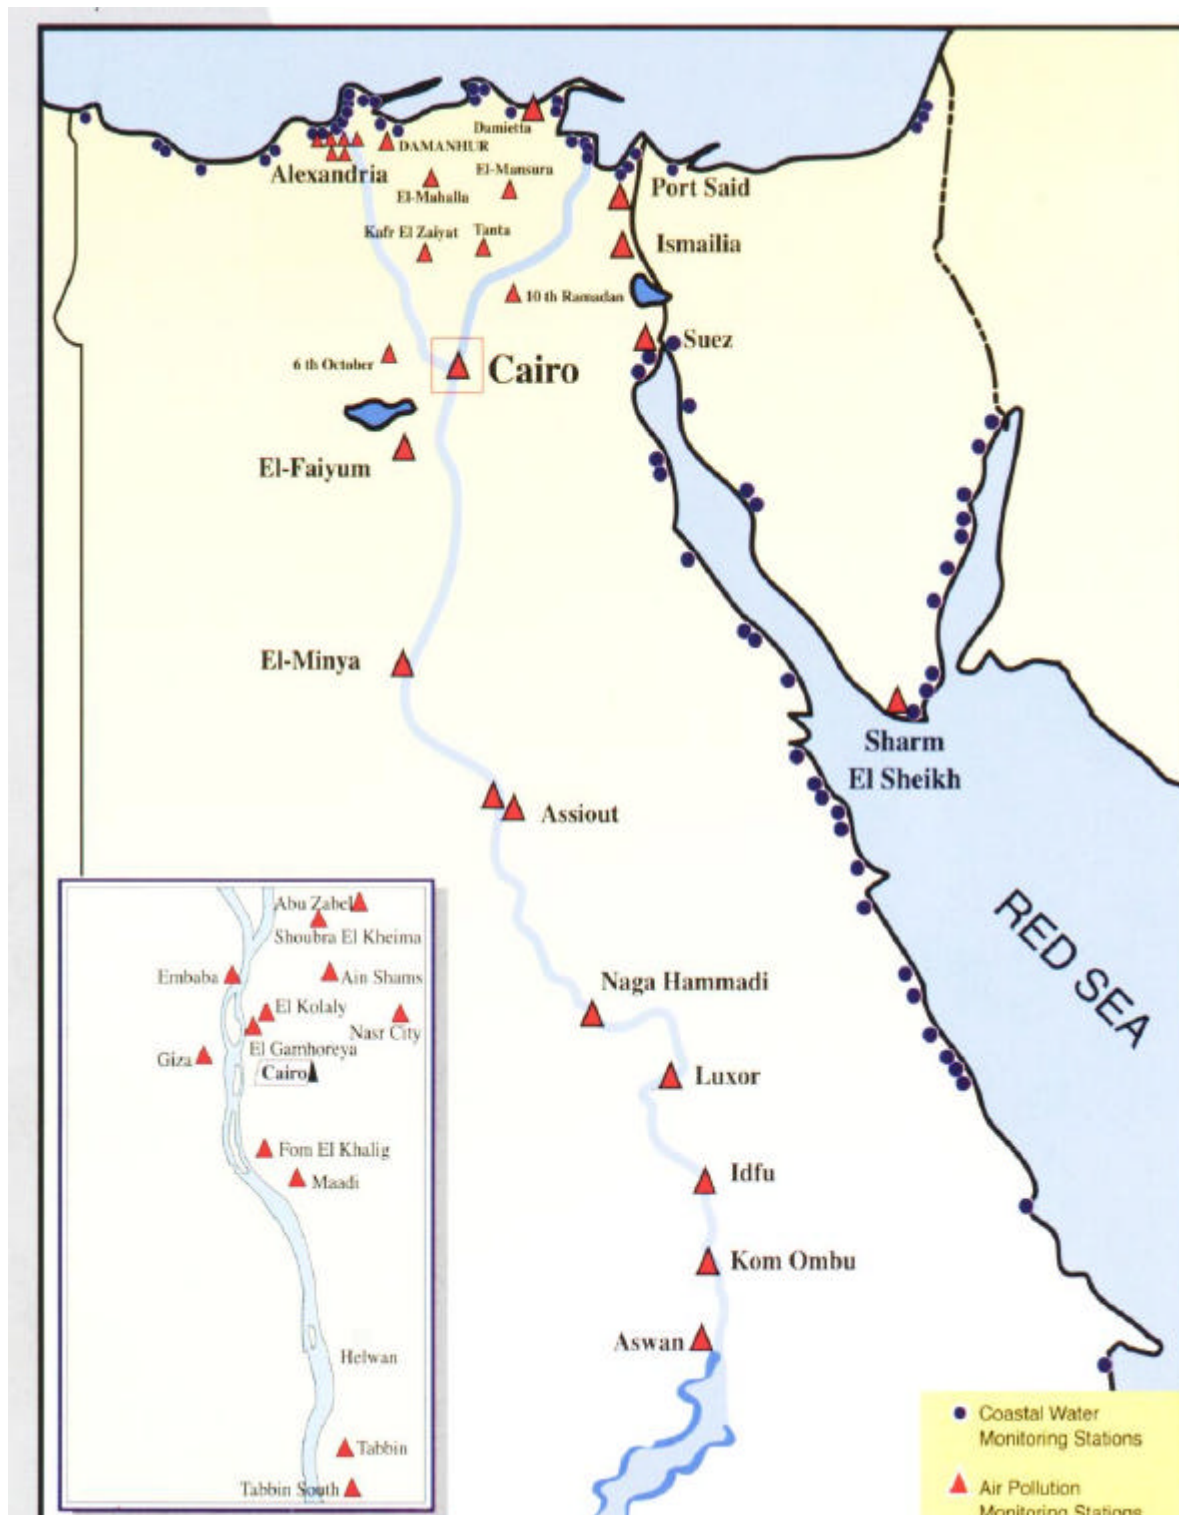 Damietta
DAMANHUR
El-Mansura
Alexandria
El-Mahalla
Port Said
Kafr El Zaiyat
Tanta
Ismailia
10 th Ramadan
Suez
6 th October
Cairo
El-Faiyum
El-Minya
Sharm
El Sheikh
Assiout
RED SEA
Naga Hammadi
Luxor
Idfu
Kom Ombu
Aswan
Abu Zabel
Shoubra El Kheima
Embaba
Ain Shams
El Kolaly
Nasr City
El Gamhoreya
Giza
Cairo
Fom El Khalig
Maadi
Helwan
Tabbin
Tabbin South
Coastal Water
Monitoring Stations
Air Pollution
Monitoring Stations